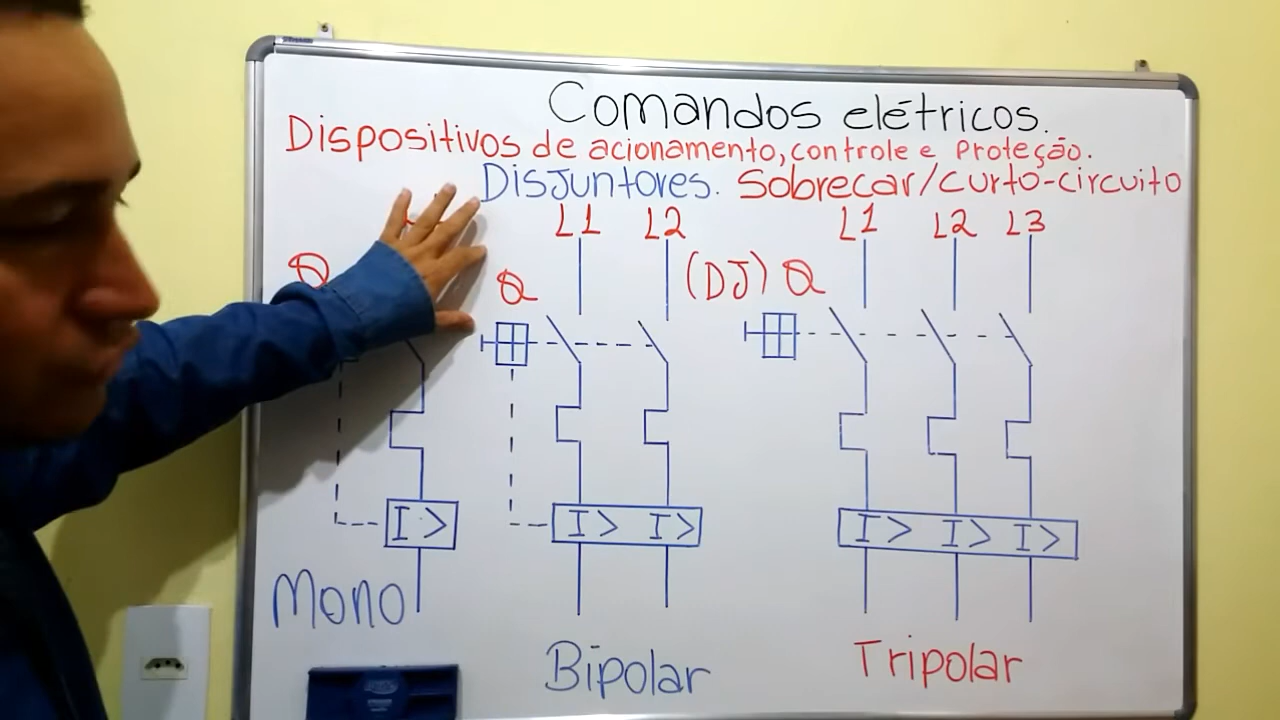 Comandos elétricos.
Dispositivos de acionamento, controle e Proteção.
Disjuntores. Sobrecar/curto-circuito
L1 L2 L1 L2 L3
Q Q (DJ) Q
I > I > I > I > I > I >
Mono
Bipolar Tripolar